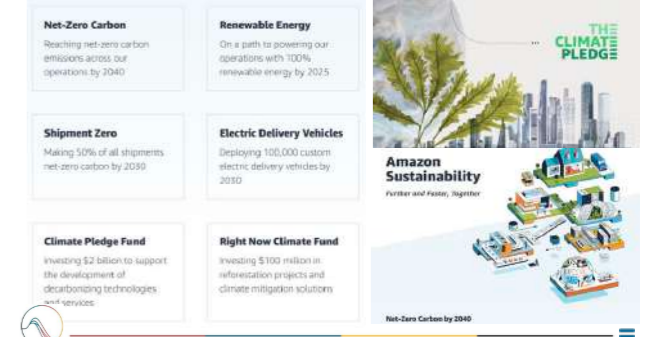 Net-Zero Carbon
Reaching net-zero carbon
emissions across our
operations by 2040
Renewable Energy
On a path to powering our
operations with 100%
renewable energy by 2025
Shipment Zero
Making 50% of all shipments
net-zero carbon by 2030
Electric Delivery Vehicles
Deploying 100,000 custom
electric delivery vehicles by
2030
Climate Pledge Fund
Investing $2 billion to support
the development of
decarbonizing technologies
and services
Right Now Climate Fund
Investing $100 million in
reforestation projects and
climate mitigation solutions
THE
CLIMATE
PLEDGE
Amazon
Sustainability
Further and Faster, Together
Net-Zero Carbon by 2040